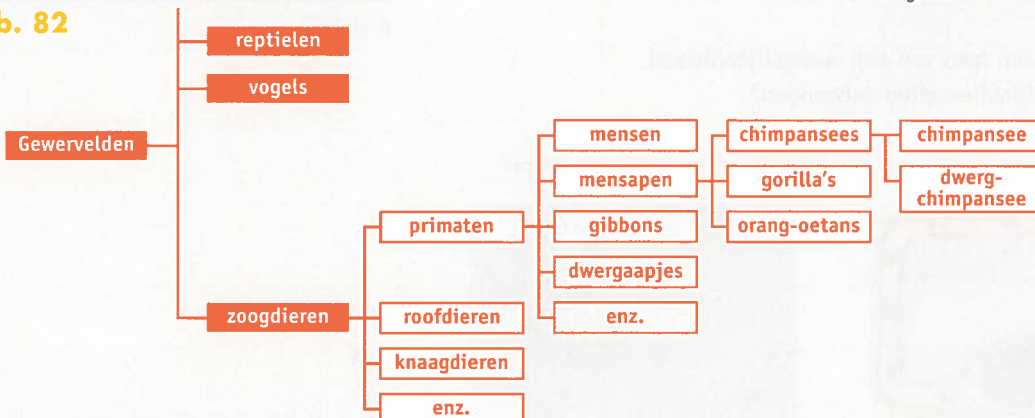 b. 82
reptielen
vogels
Gewervelden
mensen
chimpansees
chimpansee
mensapen
gorilla's
dwerg-
chimpansee
primaten
gibbons
orang-oetans
dwergaapjes
zoogdieren
roofdieren
enz.
knaagdieren
enz.